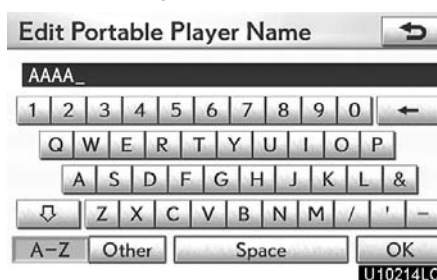 Edit Portable Player Name
AAAA_
1 2 3 4 5 6 7 8 9 0
Q W E R T Y U I O P
A S D F G H J K L &
Z X C V B N M / ' -
A-Z Other Space OK
U10214LC